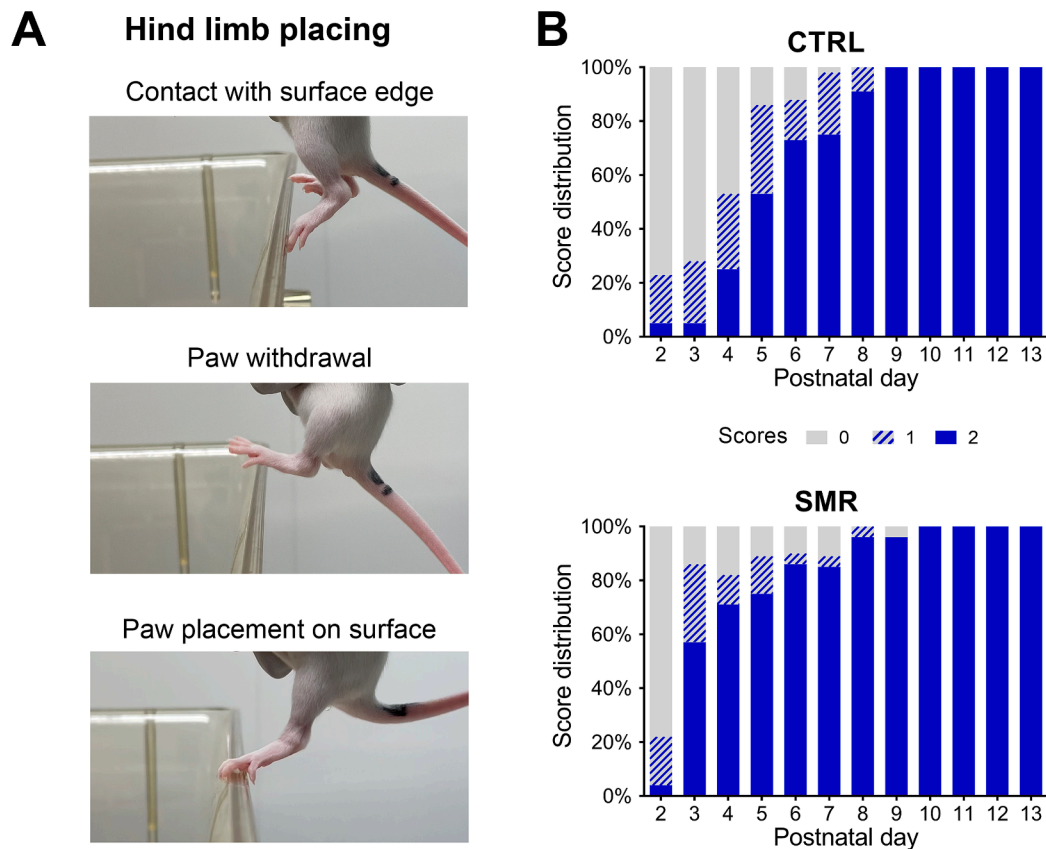 A
Hind limb placing
Contact with surface edge
Paw withdrawal
Paw placement on surface
B
CTRL
Score distribution
100%
80%
60%
40%
20%
0%
2 3 4 5 6 7 8 9 10 11 12 13
Postnatal day
Scores 0 1 2
SMR
Score distribution
100%
80%
60%
40%
20%
0%
2 3 4 5 6 7 8 9 10 11 12 13
Postnatal day